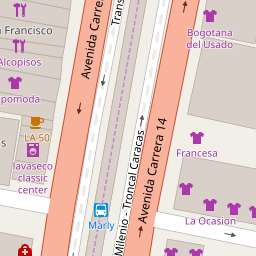 Francisco
Alcopisos
pomoda
LA 50
lavaseco
classic
center
Avenida Carre
Trans
Bogotana
del Usado
Francesa
La Ocasion
Marly
Milenio - Troncal Caracas
Avenida Carrera 14